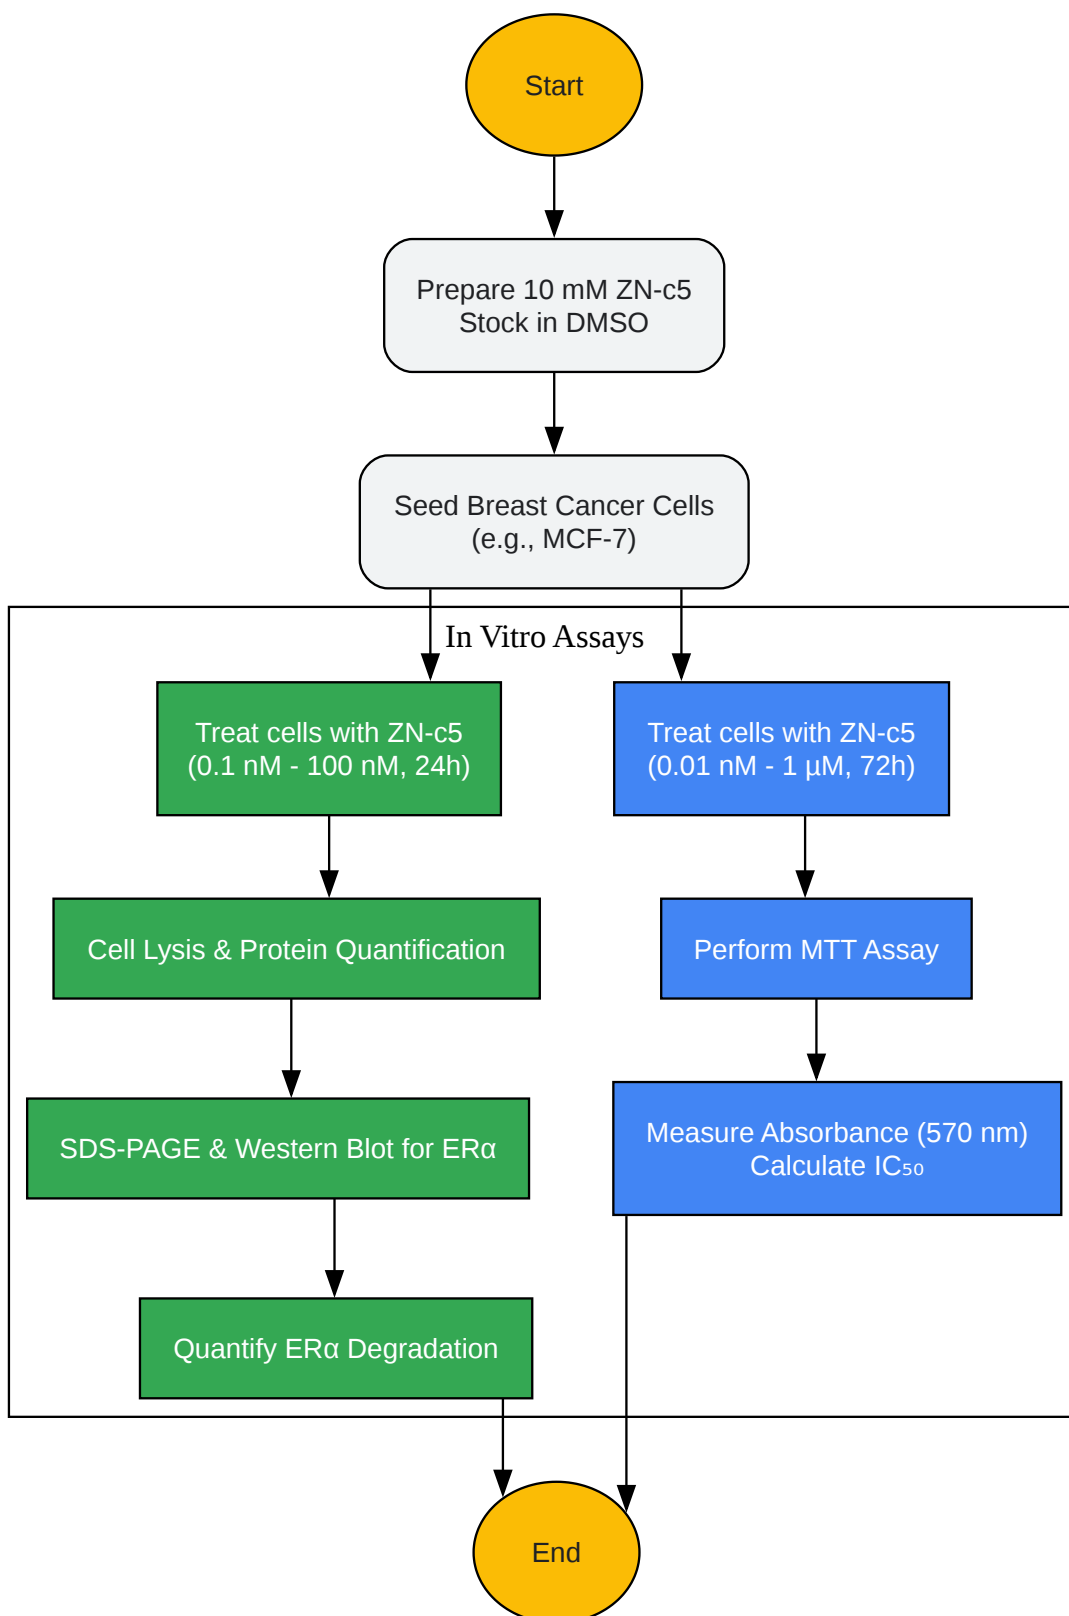 Start
Prepare 10 mM ZN-c5
Stock in DMSO
Seed Breast Cancer Cells
(e.g., MCF-7)
In Vitro Assays
Treat cells with ZN-c5
(0.1 nM - 100 nM, 24h)
Treat cells with ZN-c5
(0.01 nM - 1 µM, 72h)
Cell Lysis & Protein Quantification
Perform MTT Assay
SDS-PAGE & Western Blot for ERα
Measure Absorbance (570 nm)
Calculate IC₅₀
Quantify ERα Degradation
End